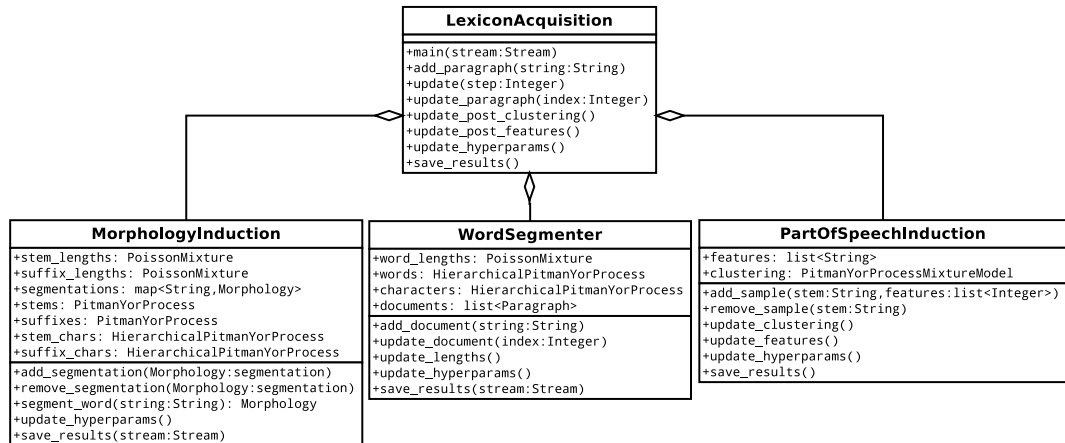 LexiconAcquisition
+main(stream:Stream)
+add_paragraph(string:String)
+update(step:Integer)
+update_paragraph(index:Integer)
+update_post_clustering()
+update_post_features()
+update_hyperparams()
+save_results()
MorphologyInduction
+stem_lengths: PoissonMixture
+suffix_lengths: PoissonMixture
+segmentations: map<String,Morphology>
+stems: PitmanYorProcess
+suffixes: PitmanYorProcess
+stem_chars: HierarchicalPitmanYorProcess
+suffix_chars: HierarchicalPitmanYorProcess
+add_segmentation(Morphology:segmentation)
+remove_segmentation(Morphology:segmentation)
+segment_word(string:String): Morphology
+update_hyperparams()
+save_results(stream:Stream)
WordSegmenter
+word_lengths: PoissonMixture
+words: HierarchicalPitmanYorProcess
+characters: HierarchicalPitmanYorProcess
+documents: list<Paragraph>
+add_document(string:String)
+update_document(index:Integer)
+update_lengths()
+update_hyperparams()
+save_results(stream:Stream)
PartOfSpeechInduction
+features: list<String>
+clustering: PitmanYorProcessMixtureModel
+add_sample(stem:String,features:list<Integer>)
+remove_sample(stem:String)
+update_clustering()
+update_features()
+update_hyperparams()
+save_results()